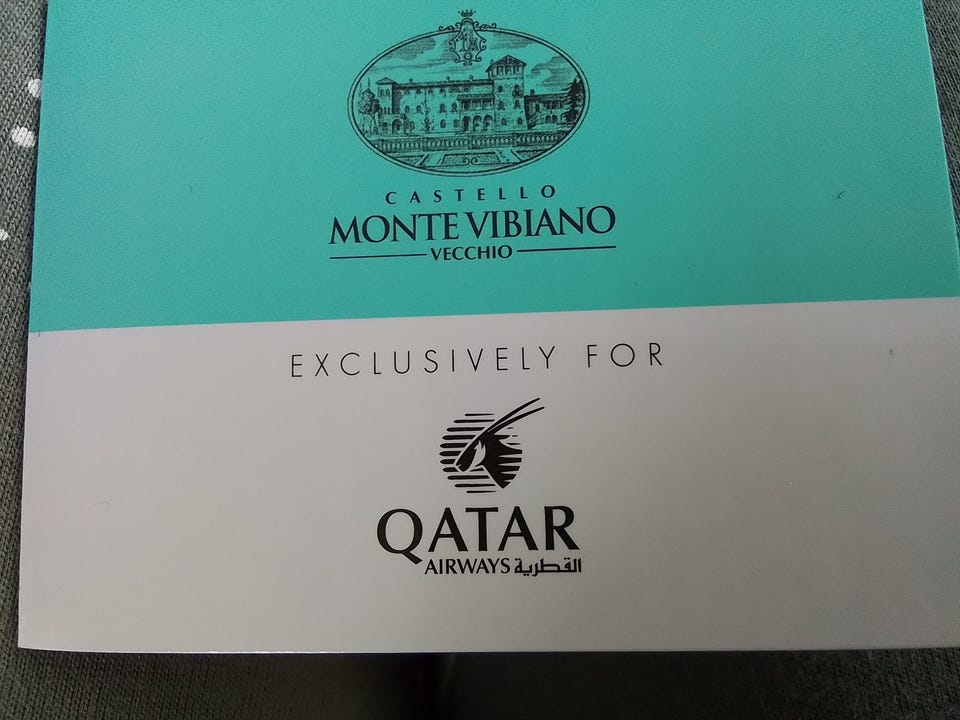 CASTELLO
MONTE VIBIANO
VECCHIO
EXCLUSIVELY FOR
QATAR
AIRWAYS القطرية